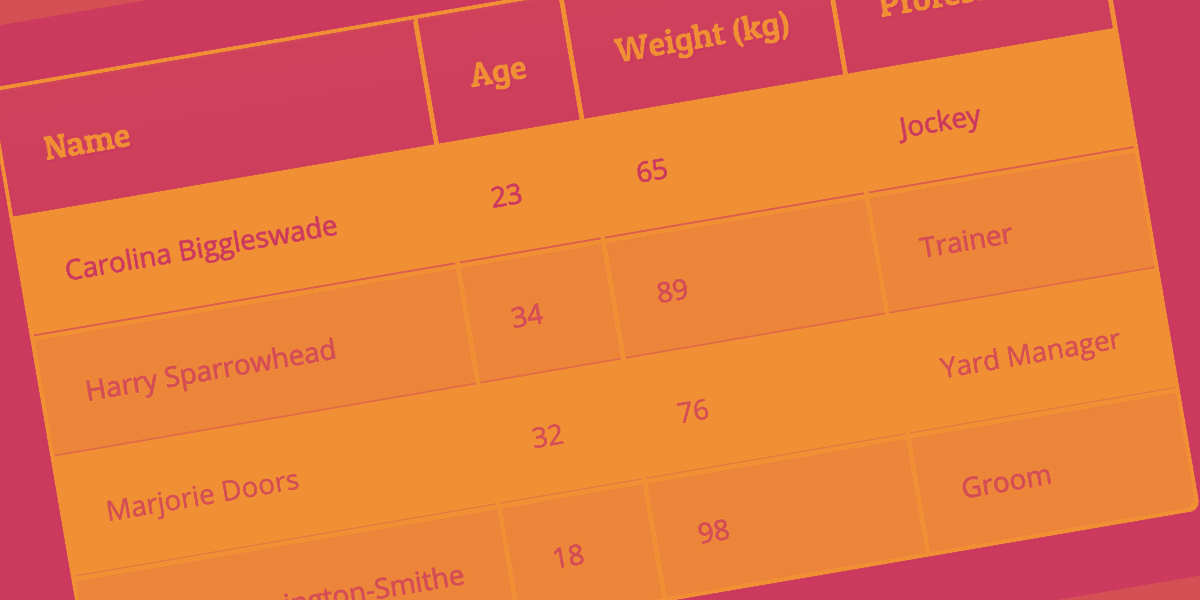 Name Age Weight (kg)
Carolina Biggleswade 23 65 Jockey
Harry Sparrowhead 34 89 Trainer
Marjorie Doors 32 76 Yard Manager
18 98 Groom